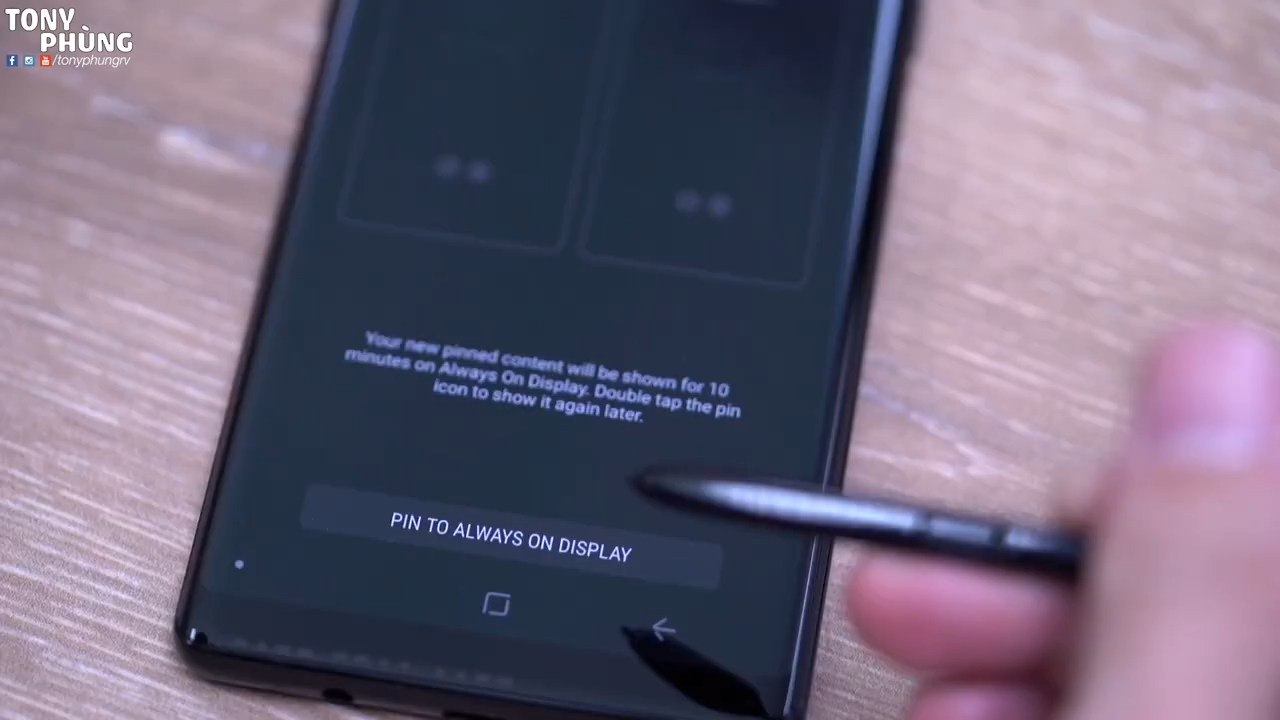 TONY
PHÙNG
/tonyphungrv
Your new pinned content will be shown for 10
minutes on Always On Display. Double tap the pin
icon to show it again later.
PIN TO ALWAYS ON DISPLAY